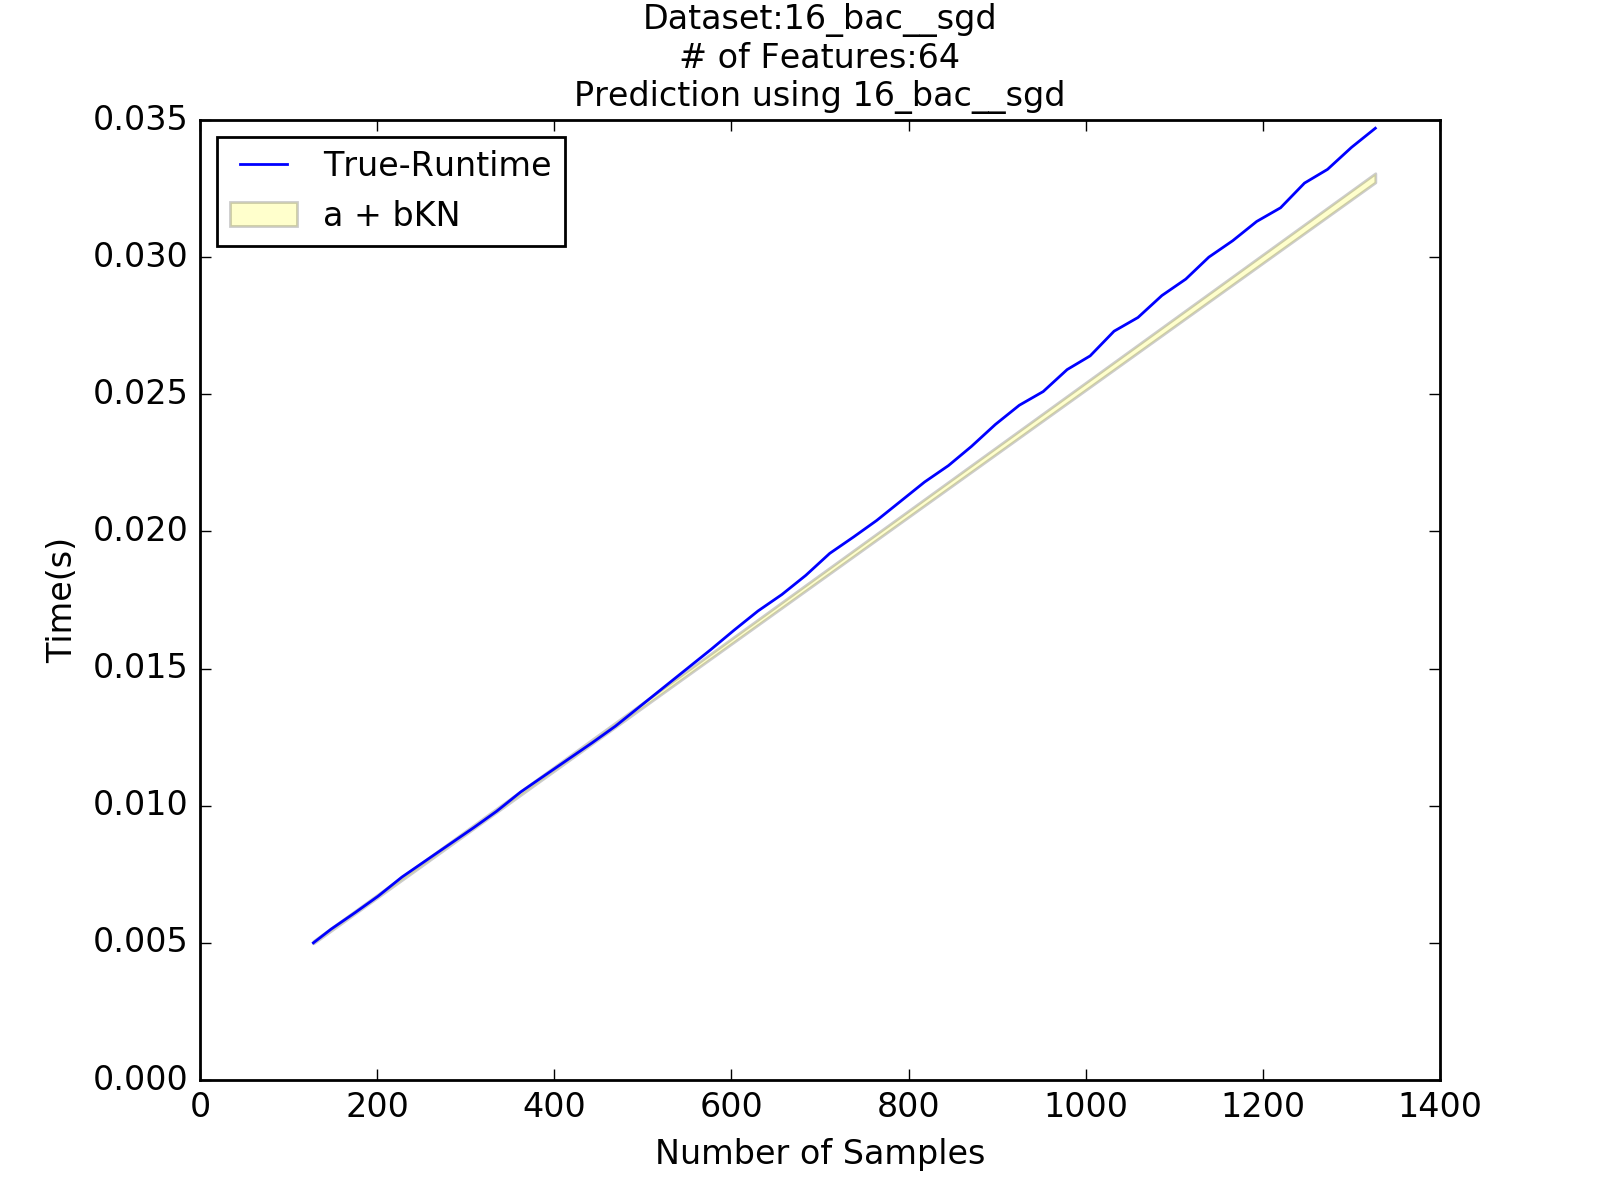 Dataset:16_bac__sgd
# of Features:64
Prediction using 16_bac__sgd
True-Runtime
a + bKN
0.035
0.030
0.025
0.020
0.015
0.010
0.005
0.000
Time(s)
0 200 400 600 800 1000 1200 1400
Number of Samples